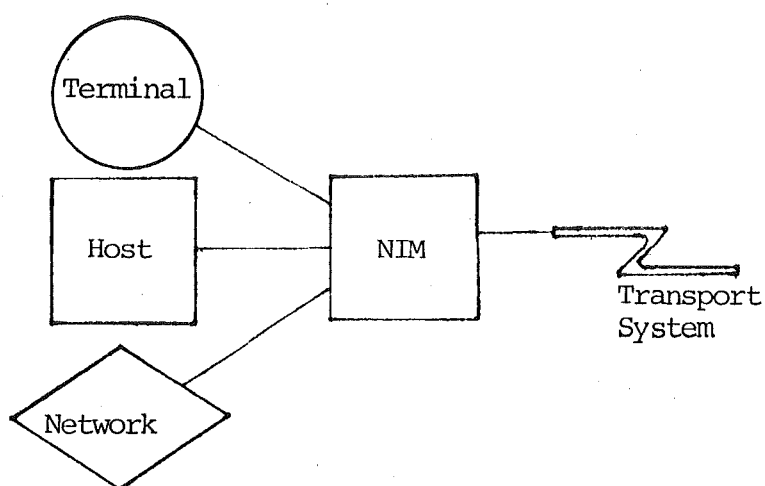 Terminal
Host
NIM
Transport
System
Network